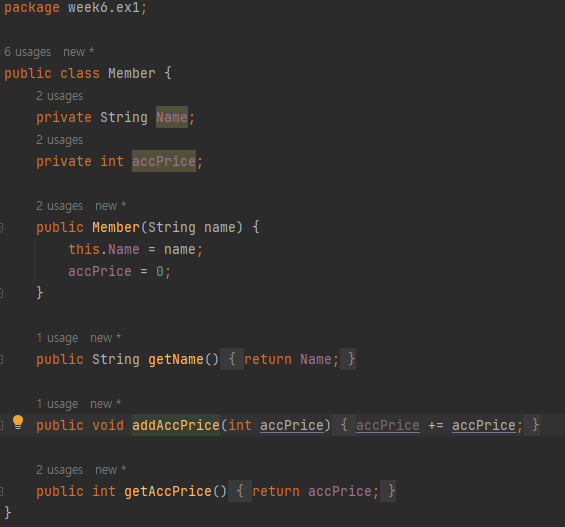 package week6.ex1;
6 usages new *
public class Member {
2 usages
private String Name;
2 usages
private int accPrice;
2 usages new *
public Member(String name) {
this.Name = name;
accPrice = 0;
}
1 usage new *
public String getName() { return Name; }
1 usage new *
public void addAccPrice(int accPrice) { accPrice += accPrice; }
2 usages new *
public int getAccPrice() { return accPrice; }
}